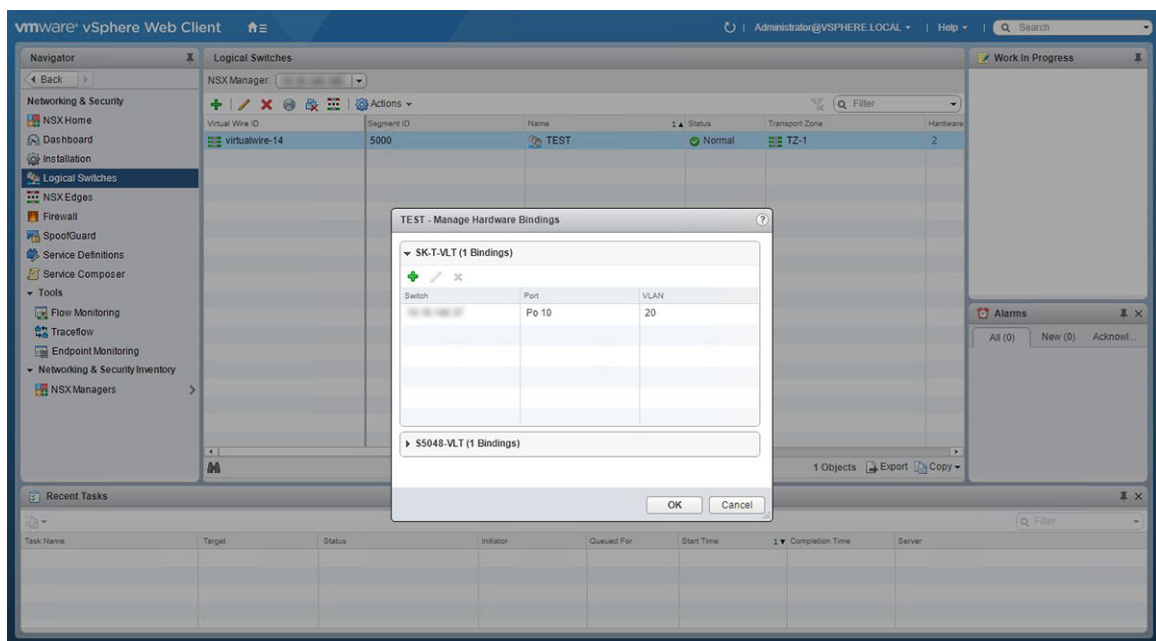 vmware® vSphere Web Client
Administrator@VSPHERE.LOCAL | Help
Search
Navigator
Back
Networking & Security
NSX Home
Dashboard
Installation
Logical Switches
NSX Edges
Firewall
SpoofGuard
Service Definitions
Service Composer
Tools
Flow Monitoring
Traceflow
Endpoint Monitoring
Networking & Security Inventory
NSX Managers
Logical Switches
NSX Manager:
Actions
Filter
Virtual Wire ID Segment ID Name 1 Status Transport Zone Hardware
virtualwire-14 5000 TEST Normal TZ-1 2
TEST - Manage Hardware Bindings
SK-T-VLT (1 Bindings)
Switch Port VLAN
Po 10 20
S5048-VLT (1 Bindings)
OK Cancel
1 Objects Export Copy
Work In Progress
Alarms
All (0) New (0) Acknowl...
Recent Tasks
Filter
Task Name Target Status Initiator Queued For Start Time 1 Completion Time Server